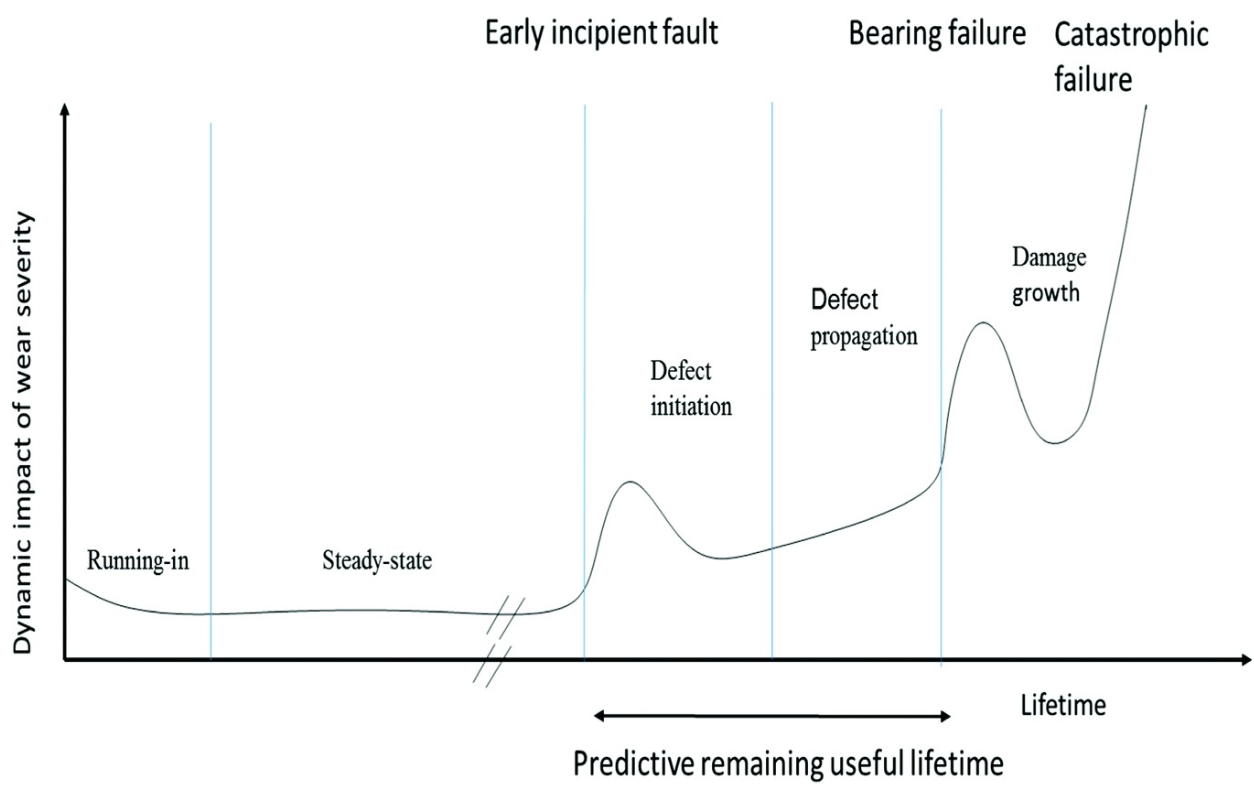 Early incipient fault
Bearing failure
Catastrophic
failure
Dynamic impact of wear severity
Running-in
Steady-state
Defect
initiation
Defect
propagation
Damage
growth
Lifetime
Predictive remaining useful lifetime